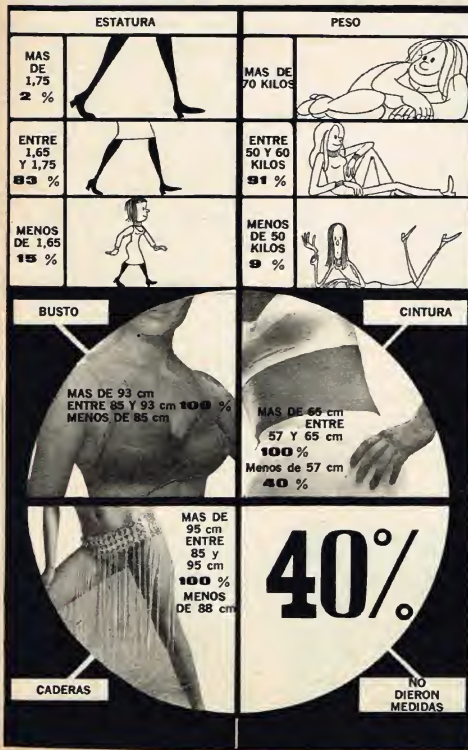 ESTATURA
PESO
MAS
DE
1,75
2 %
MAS DE
70 KILOS
ENTRE
1,65
Y 1,75
83 %
ENTRE
50 Y 60
KILOS
91 %
MENOS
DE 1,65
15 %
MENOS
DE 50
KILOS
9 %
BUSTO
CINTURA
MAS DE 93 cm
ENTRE 85 Y 93 cm 100 %
MENOS DE 85 cm
MAS DE 65 cm
ENTRE
57 Y 65 cm
100 %
Menos de 57 cm
40 %
MAS DE
95 cm
ENTRE
85 y
95 cm
100 %
MENOS
DE 88 cm
40%
CADERAS
NO
DIERON
MEDIDAS